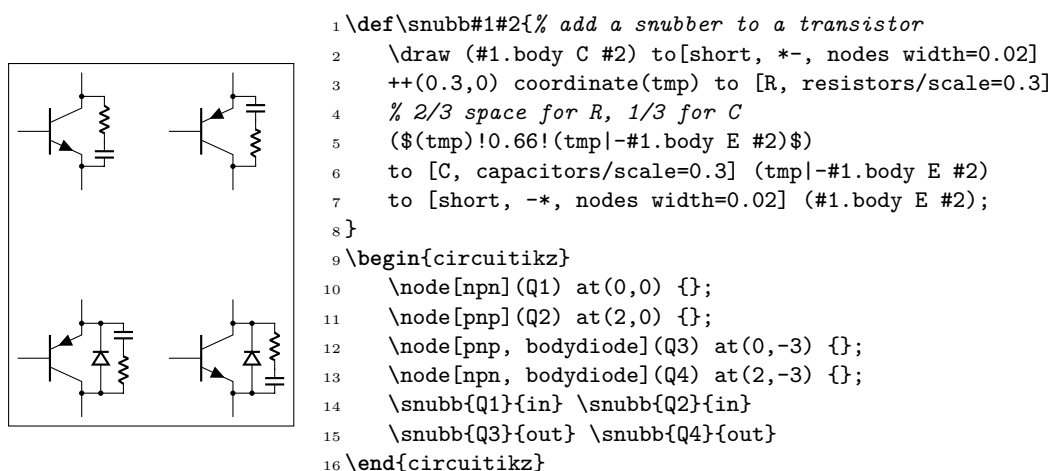 1 \def\snubb#1#2{% add a snubber to a transistor
2 \draw (#1.body C #2) to[short, *-, nodes width=0.02]
3 ++(0.3,0) coordinate(tmp) to [R, resistors/scale=0.3]
4 % 2/3 space for R, 1/3 for C
5 ($(tmp)!0.66!(tmp|-#1.body E #2)$)
6 to [C, capacitors/scale=0.3] (tmp|-#1.body E #2)
7 to [short, -*, nodes width=0.02] (#1.body E #2);
8 }
9 \begin{circuitikz}
10 \node[npn](Q1) at(0,0) {};
11 \node[pnp](Q2) at(2,0) {};
12 \node[pnp, bodydiode](Q3) at(0,-3) {};
13 \node[npn, bodydiode](Q4) at(2,-3) {};
14 \snubb{Q1}{in} \snubb{Q2}{in}
15 \snubb{Q3}{out} \snubb{Q4}{out}
16 \end{circuitikz}